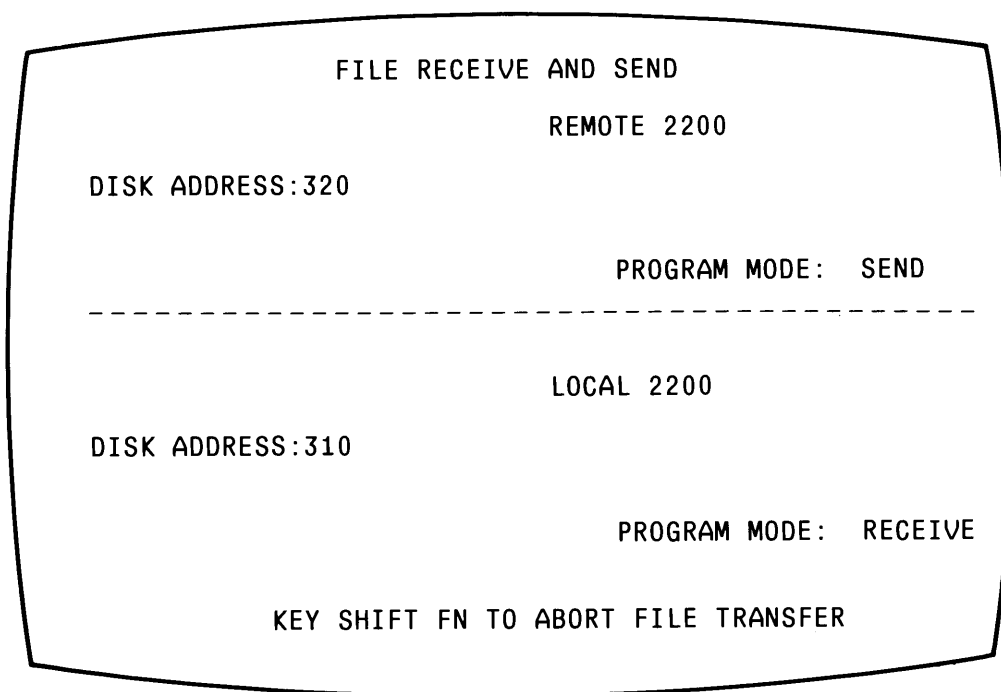 FILE RECEIVE AND SEND
REMOTE 2200
DISK ADDRESS:320
PROGRAM MODE: SEND
LOCAL 2200
DISK ADDRESS:310
PROGRAM MODE: RECEIVE
KEY SHIFT FN TO ABORT FILE TRANSFER